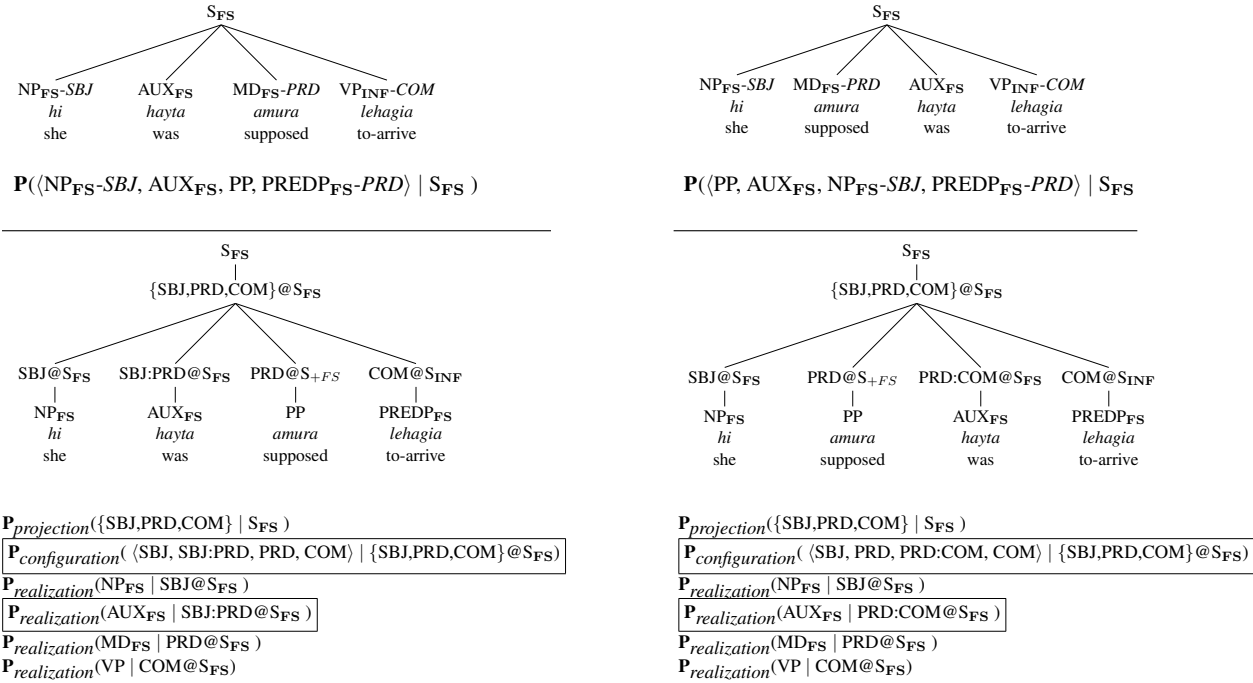 S_FS
NP_FS-SBJ AUX_FS MD_FS-PRD VP_INF-COM
hi hayta amura lehagia
she was supposed to-arrive
P(⟨NP_FS-SBJ, AUX_FS, PP, PREDP_FS-PRD⟩ | S_FS )
S_FS
{SBJ,PRD,COM}@S_FS
SBJ@S_FS SBJ:PRD@S_FS PRD@S_+FS COM@S_INF
NP_FS AUX_FS PP PREDP_FS
hi hayta amura lehagia
she was supposed to-arrive
P_projection({SBJ,PRD,COM} | S_FS )
P_configuration( ⟨SBJ, SBJ:PRD, PRD, COM⟩ | {SBJ,PRD,COM}@S_FS)
P_realization(NP_FS | SBJ@S_FS )
P_realization(AUX_FS | SBJ:PRD@S_FS )
P_realization(MD_FS | PRD@S_FS )
P_realization(VP | COM@S_FS)
S_FS
NP_FS-SBJ MD_FS-PRD AUX_FS VP_INF-COM
hi amura hayta lehagia
she supposed was to-arrive
P(⟨PP, AUX_FS, NP_FS-SBJ, PREDP_FS-PRD⟩ | S_FS
S_FS
{SBJ,PRD,COM}@S_FS
SBJ@S_FS PRD@S_+FS PRD:COM@S_FS COM@S_INF
NP_FS PP AUX_FS PREDP_FS
hi amura hayta lehagia
she supposed was to-arrive
P_projection({SBJ,PRD,COM} | S_FS )
P_configuration( ⟨SBJ, PRD, PRD:COM, COM⟩ | {SBJ,PRD,COM}@S_FS)
P_realization(NP_FS | SBJ@S_FS )
P_realization(AUX_FS | PRD:COM@S_FS )
P_realization(MD_FS | PRD@S_FS )
P_realization(VP | COM@S_FS)